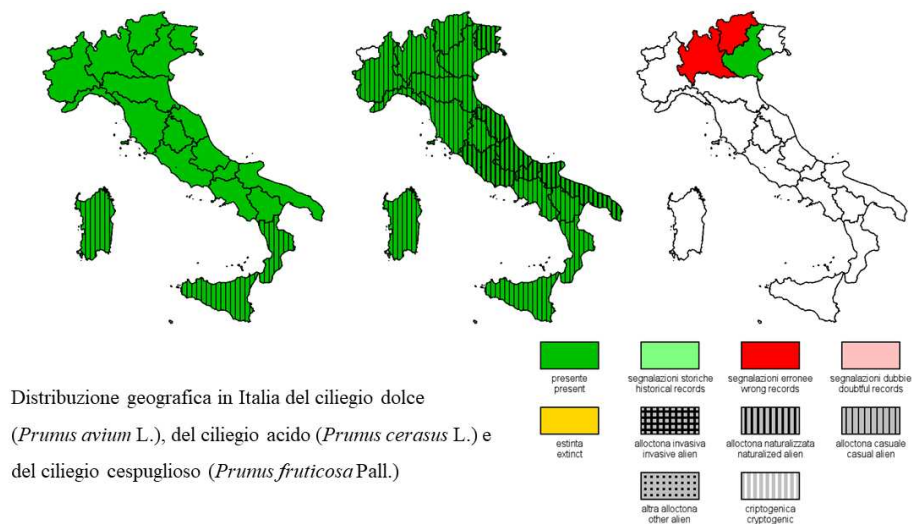 presente
present
segnalazioni storiche
historical records
segnalazioni erronee
wrong records
segnalazioni dubbie
doubtful records
estinta
extinct
alloctona invasiva
invasive alien
alloctona naturalizzata
naturalized alien
alloctona casuale
casual alien
altra alloctona
other alien
criptogenica
cryptogenic
Distribuzione geografica in Italia del ciliegio dolce
(Prunus avium L.), del ciliegio acido (Prunus cerasus L.) e
del ciliegio cespuglioso (Prunus fruticosa Pall.)